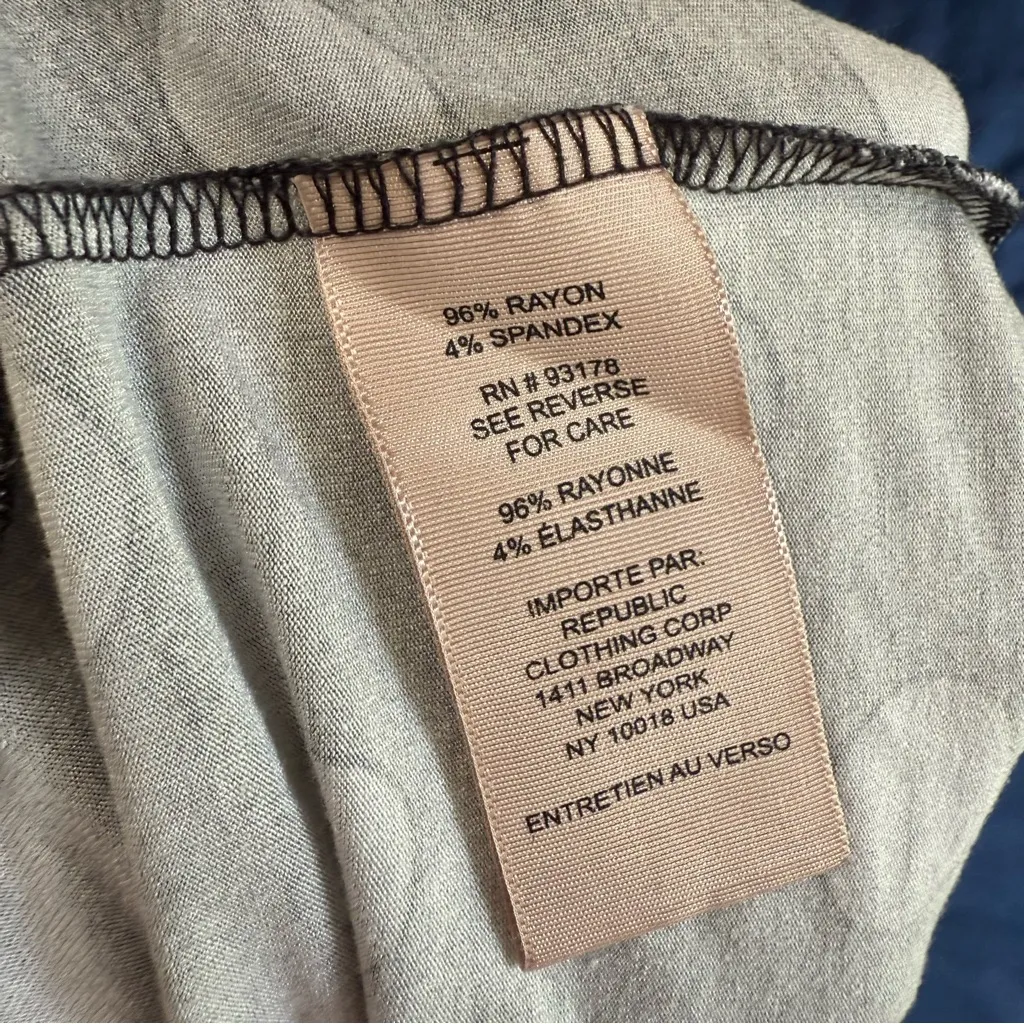 96% RAYON
4% SPANDEX
RN # 93178
SEE REVERSE
FOR CARE
96% RAYONNE
4% ÉLASTHANNE
IMPORTE PAR:
REPUBLIC
CLOTHING CORP
1411 BROADWAY
NEW YORK
NY 10018 USA
ENTRETIEN AU VERSO